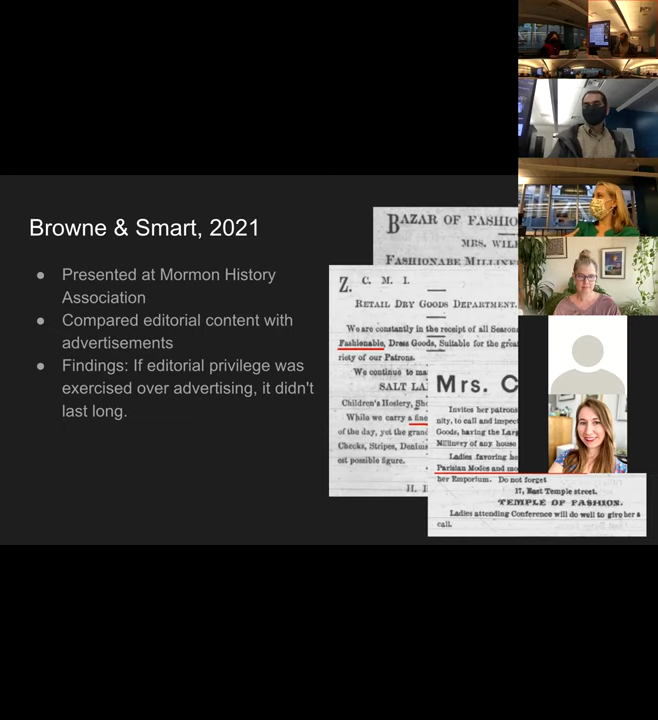 Browne & Smart, 2021
● Presented at Mormon History
Association
● Compared editorial content with
advertisements
● Findings: If editorial privilege was
exercised over advertising, it didn't
last long.
BAZAR OF FASHIO
MRS. WIL
FASHIONABE MILLINE
Z. C. M. I.
RETAIL DRY GOODS DEPARTMENT.
We are constantly in the receipt of all Season
Fashionable, Dress Goods, Suitable for the grea
riety of our Patrons.
We continue to ma
SALT LA
Children's Hosiery, Sh
While we carry a fine
of the day, yet the grand
Checks, Stripes, Denims
est possible figure.
H.
Mrs. C
Invites her patrons
nity, to call and inspect
Goods, having the Larg
Millinery of any house
Ladies favoring he
Parisian Modes and mo
her Emporium. Do not forget
17, East Temple street.
TEMPLE OF FASHION.
Ladies attending Conference will do well to give her a
call.